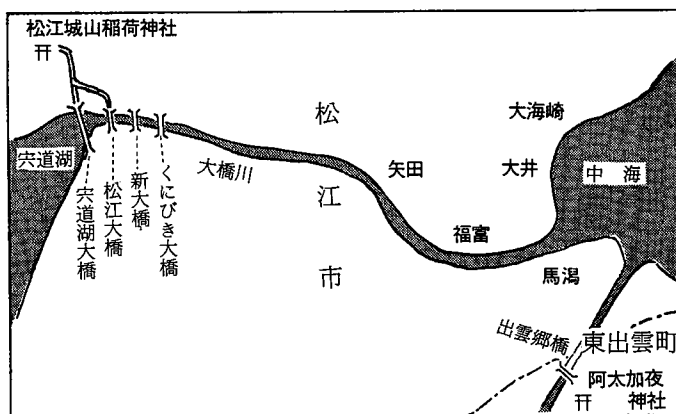 松江城山稲荷神社
宍道湖
宍道湖大橋
松江大橋
新大橋
くにびき大橋
大橋川
松江市
矢田
福富
大海崎
大井
中海
馬潟
出雲郷橋
東出雲町
阿太加夜
神社